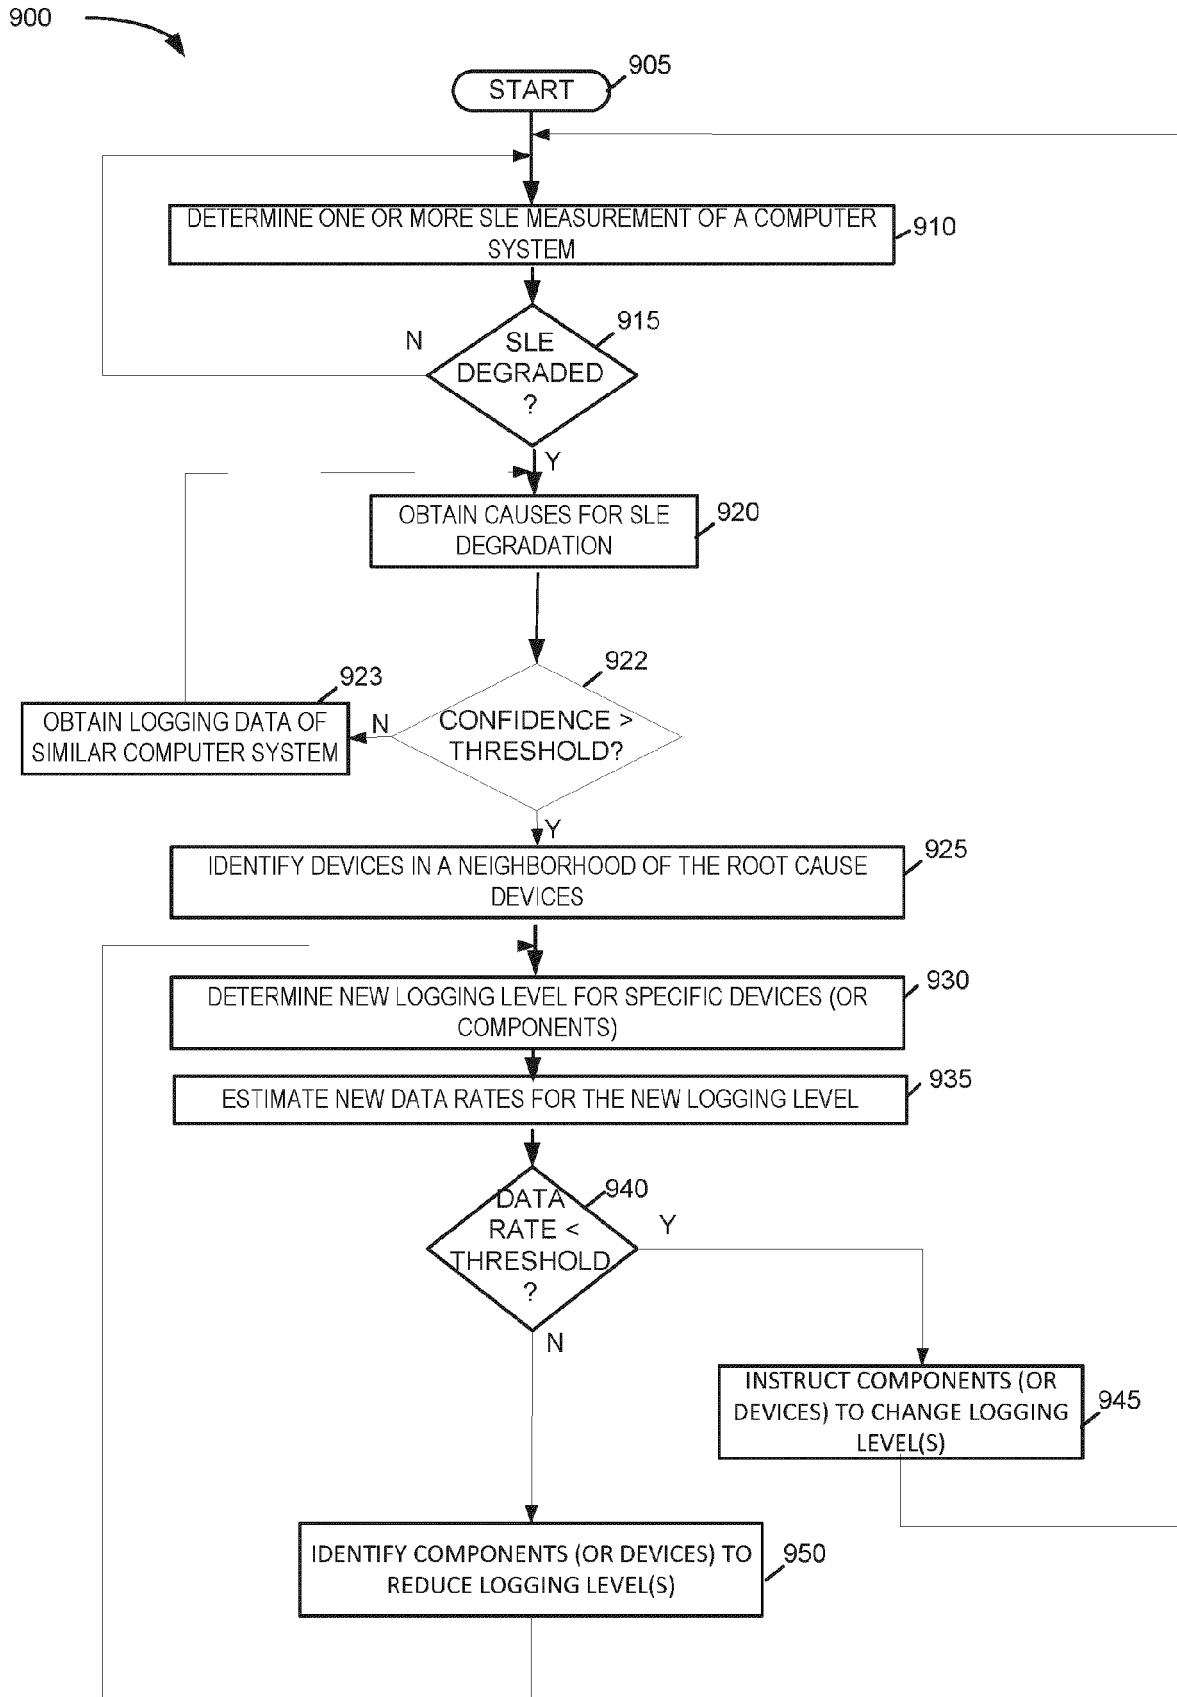 900
905
START
DETERMINE ONE OR MORE SLE MEASUREMENT OF A COMPUTER
SYSTEM
910
915
N
SLE
DEGRADED
?
Y
OBTAIN CAUSES FOR SLE
DEGRADATION
920
922
923
OBTAIN LOGGING DATA OF
SIMILAR COMPUTER SYSTEM
N
CONFIDENCE >
THRESHOLD?
Y
IDENTIFY DEVICES IN A NEIGHBORHOOD OF THE ROOT CAUSE
DEVICES
925
DETERMINE NEW LOGGING LEVEL FOR SPECIFIC DEVICES (OR
COMPONENTS)
930
ESTIMATE NEW DATA RATES FOR THE NEW LOGGING LEVEL
935
940
DATA
RATE <
THRESHOLD
?
Y
N
INSTRUCT COMPONENTS (OR
DEVICES) TO CHANGE LOGGING
LEVEL(S)
945
IDENTIFY COMPONENTS (OR DEVICES) TO
REDUCE LOGGING LEVEL(S)
950